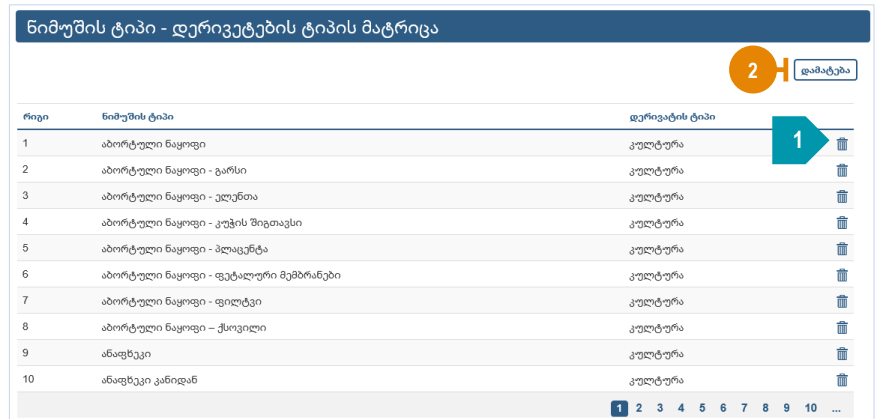 ნიმუშის ტიპი - დერივეტების ტიპის მატრიცა
2 დამატება
რიგი ნიმუშის ტიპი დერივატის ტიპი
1 აბორტული ნაყოფი კულტურა 1
2 აბორტული ნაყოფი - გარსი კულტურა
3 აბორტული ნაყოფი - ელენთა კულტურა
4 აბორტული ნაყოფი - კუჭის შიგთავსი კულტურა
5 აბორტული ნაყოფი - პლაცენტა კულტურა
6 აბორტული ნაყოფი - ფეტალური მემბრანები კულტურა
7 აბორტული ნაყოფი - ფილტვი კულტურა
8 აბორტული ნაყოფი – ქსოვილი კულტურა
9 ანაფხეკი კულტურა
10 ანაფხეკი კანიდან კულტურა
1 2 3 4 5 6 7 8 9 10 ...